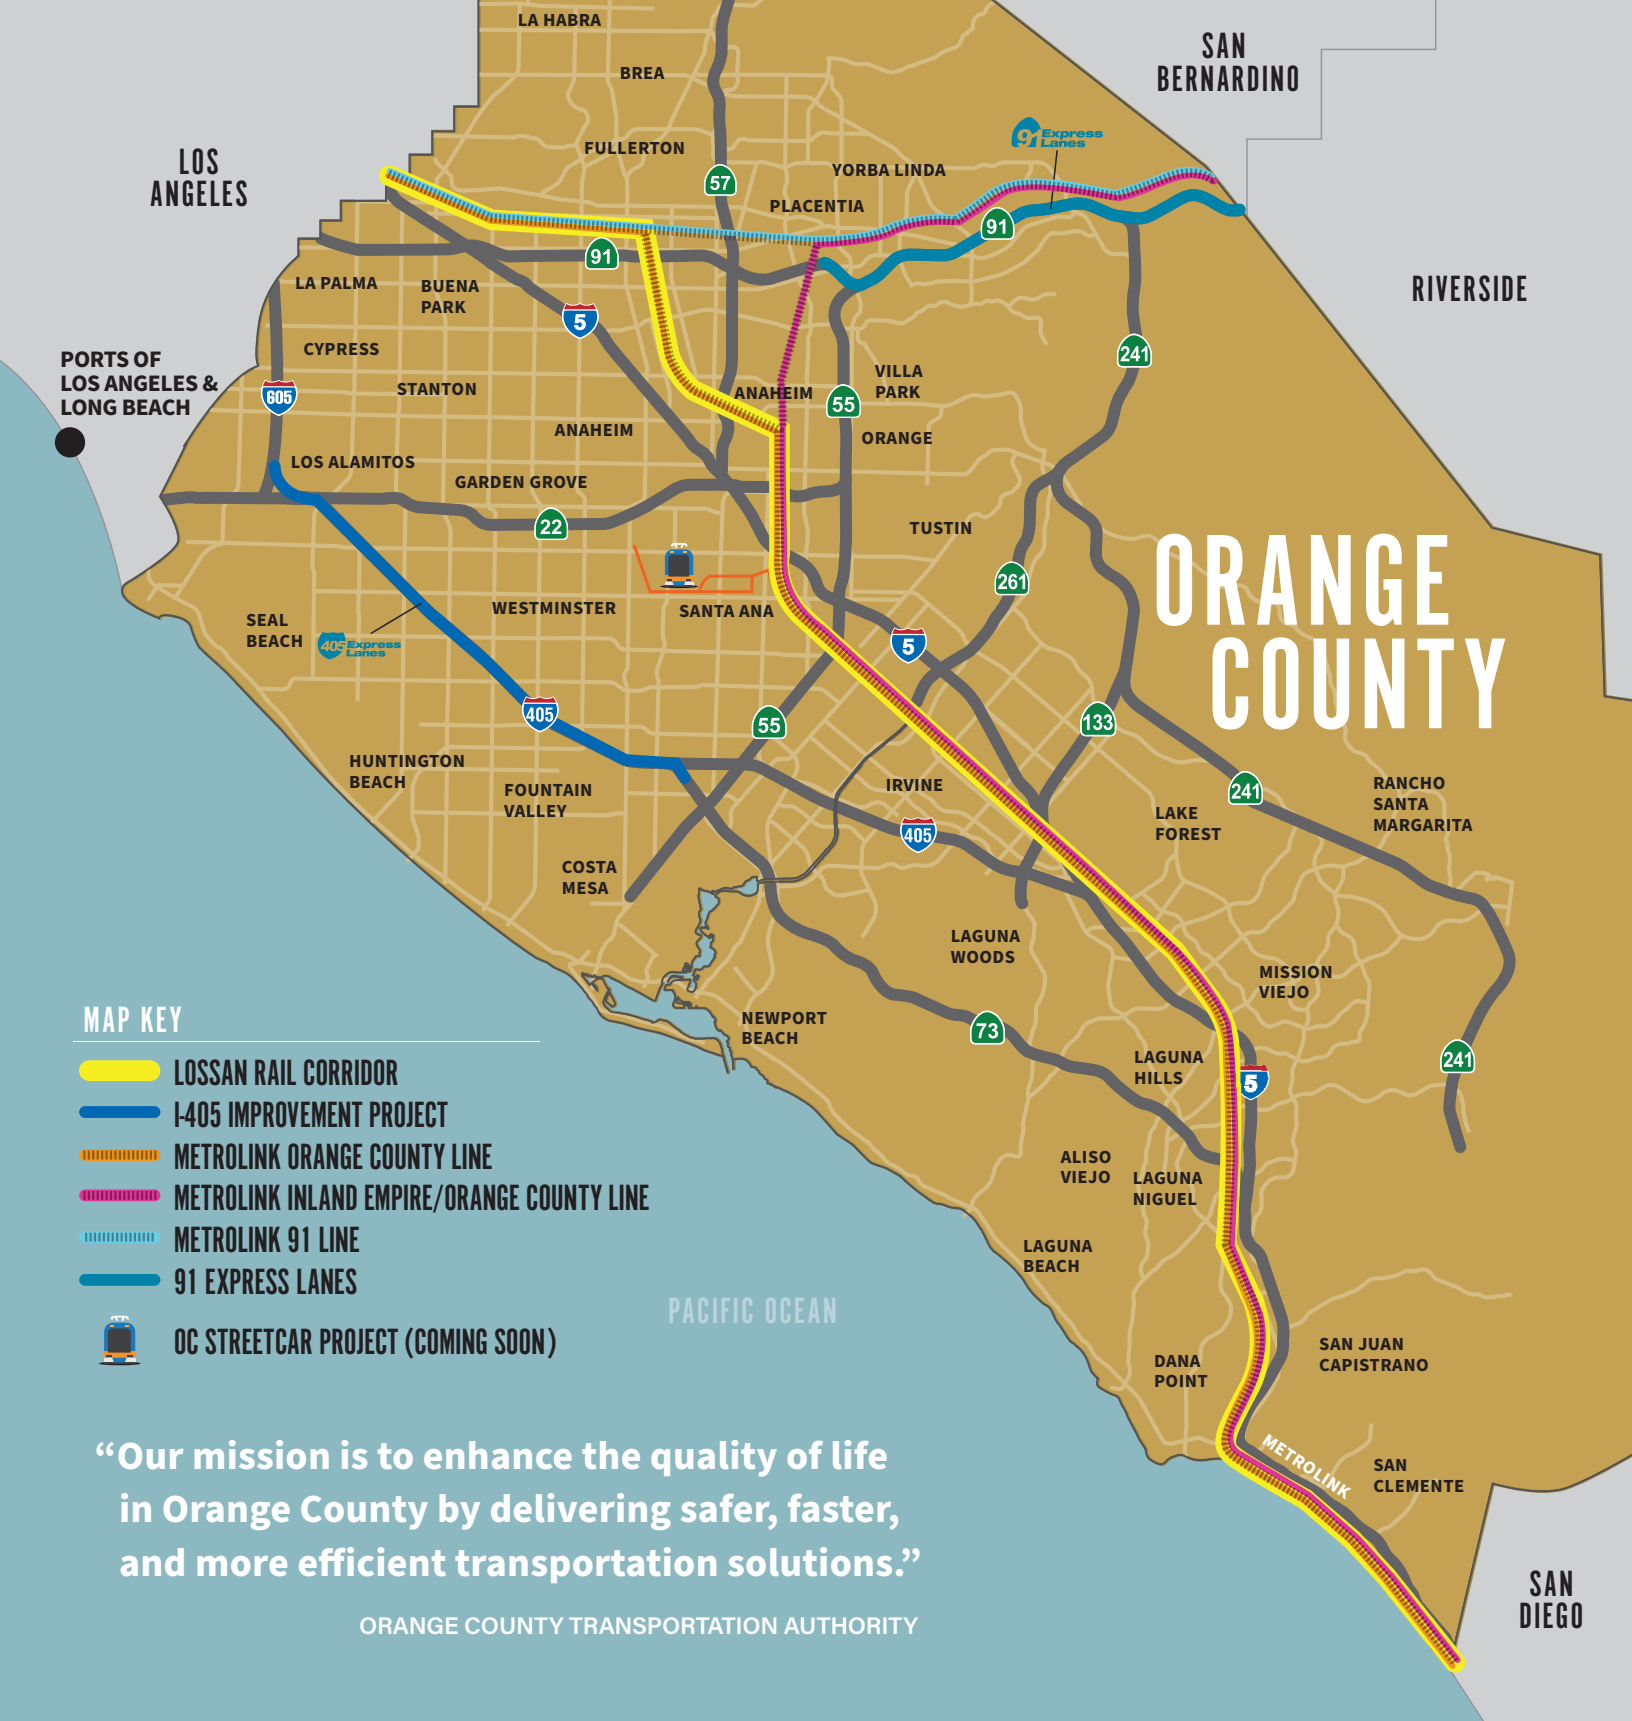 LA HABRA
SAN
BERNARDINO
BREA
91 Express
Lanes
FULLERTON
LOS
ANGELES
YORBA LINDA
57
PLACENTIA
91
91
LA PALMA
BUENA
PARK
RIVERSIDE
5
CYPRESS
241
PORTS OF
LOS ANGELES &
LONG BEACH
STANTON
VILLA
PARK
605
ANAHEIM
55
ANAHEIM
ORANGE
LOS ALAMITOS
GARDEN GROVE
22
TUSTIN
ORANGE
COUNTY
261
WESTMINSTER
SANTA ANA
SEAL
BEACH
405 Express
Lanes
5
405
55
133
HUNTINGTON
BEACH
FOUNTAIN
VALLEY
IRVINE
241
RANCHO
SANTA
MARGARITA
LAKE
FOREST
405
COSTA
MESA
LAGUNA
WOODS
MISSION
VIEJO
NEWPORT
BEACH
73
LAGUNA
HILLS
5
241
ALISO
VIEJO
LAGUNA
NIGUEL
LAGUNA
BEACH
PACIFIC OCEAN
SAN JUAN
CAPISTRANO
DANA
POINT
METROLINK
SAN
CLEMENTE
SAN
DIEGO
MAP KEY
LOSSAN RAIL CORRIDOR
I-405 IMPROVEMENT PROJECT
METROLINK ORANGE COUNTY LINE
METROLINK INLAND EMPIRE/ORANGE COUNTY LINE
METROLINK 91 LINE
91 EXPRESS LANES
OC STREETCAR PROJECT (COMING SOON)
“Our mission is to enhance the quality of life
in Orange County by delivering safer, faster,
and more efficient transportation solutions.”
ORANGE COUNTY TRANSPORTATION AUTHORITY